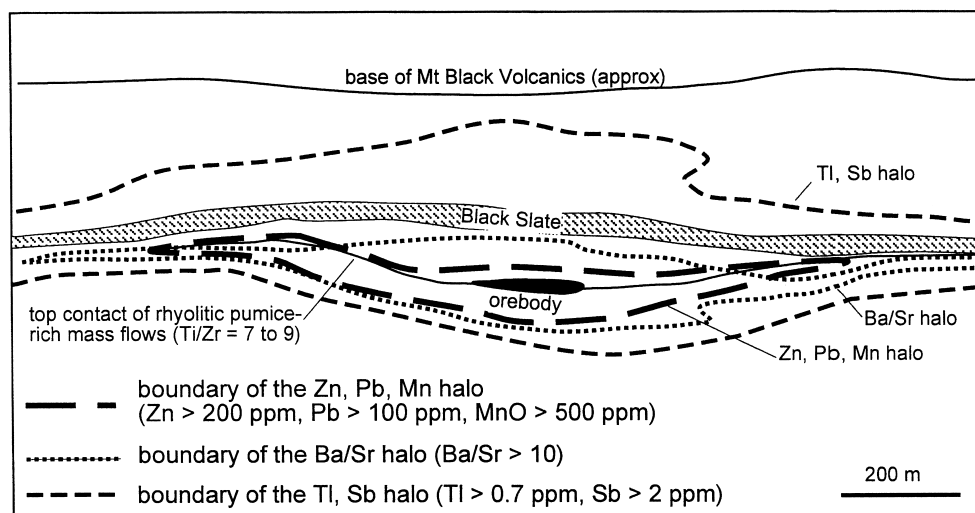 base of Mt Black Volcanics (approx)
Tl, Sb halo
Black Slate
orebody
top contact of rhyolitic pumice-
rich mass flows (Ti/Zr = 7 to 9)
Ba/Sr halo
Zn, Pb, Mn halo
boundary of the Zn, Pb, Mn halo
(Zn > 200 ppm, Pb > 100 ppm, MnO > 500 ppm)
boundary of the Ba/Sr halo (Ba/Sr > 10)
boundary of the Tl, Sb halo (Tl > 0.7 ppm, Sb > 2 ppm)
200 m